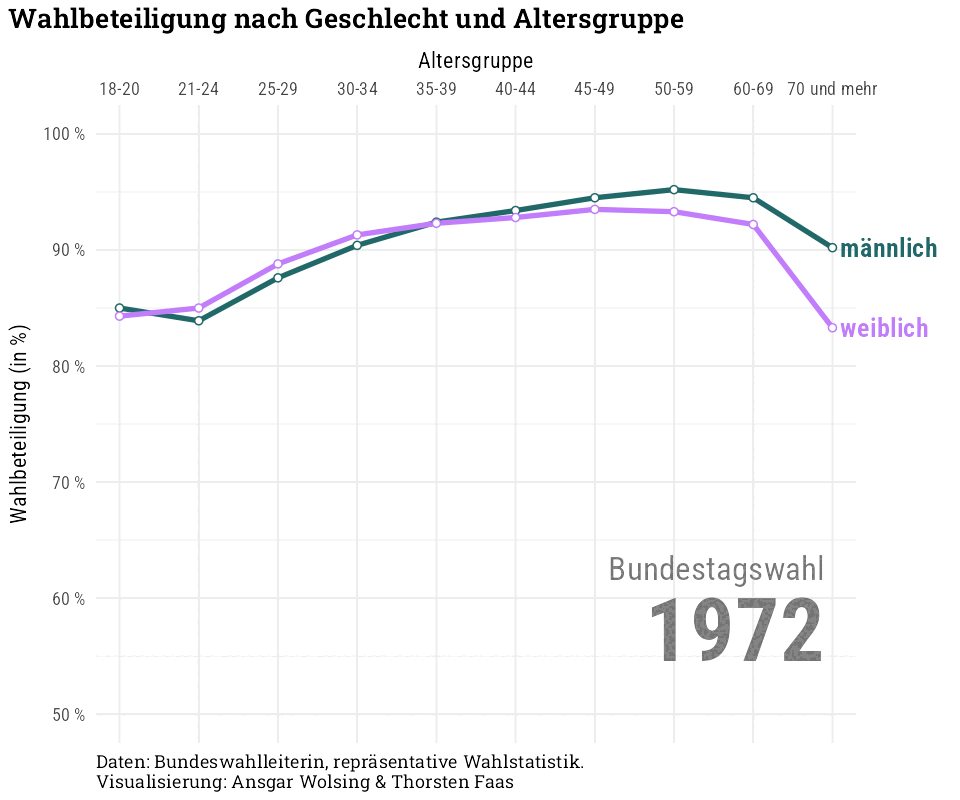 Wahlbeteiligung nach Geschlecht und Altersgruppe
Altersgruppe
18-20 21-24 25-29 30-34 35-39 40-44 45-49 50-59 60-69 70 und mehr
100 %
90 %
80 %
70 %
60 %
50 %
Wahlbeteiligung (in %)
männlich
weiblich
Bundestagswahl
1972
Daten: Bundeswahlleiterin, repräsentative Wahlstatistik.
Visualisierung: Ansgar Wolsing & Thorsten Faas